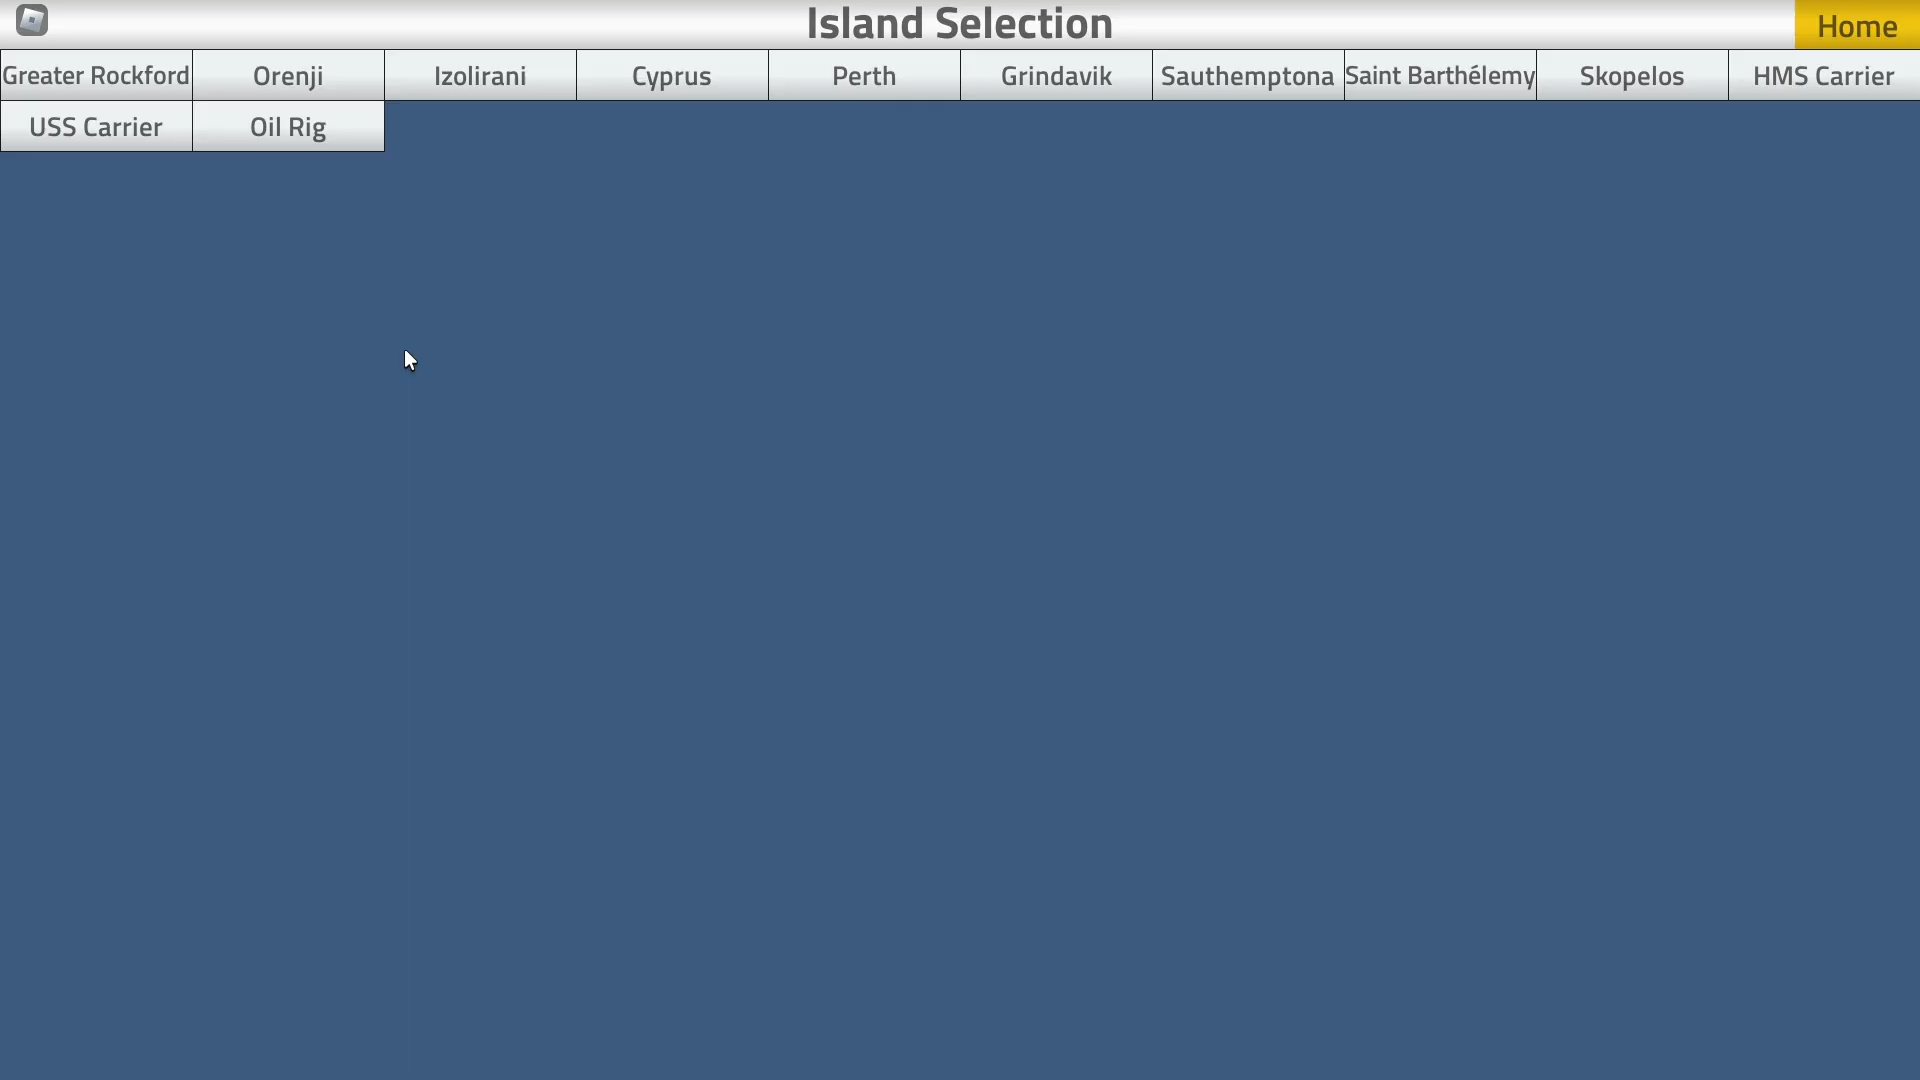 Island Selection
Home
Greater Rockford Orenji Izolirani Cyprus Perth Grindavik Sauthemptona Saint Barthélemy Skopelos HMS Carrier
USS Carrier Oil Rig